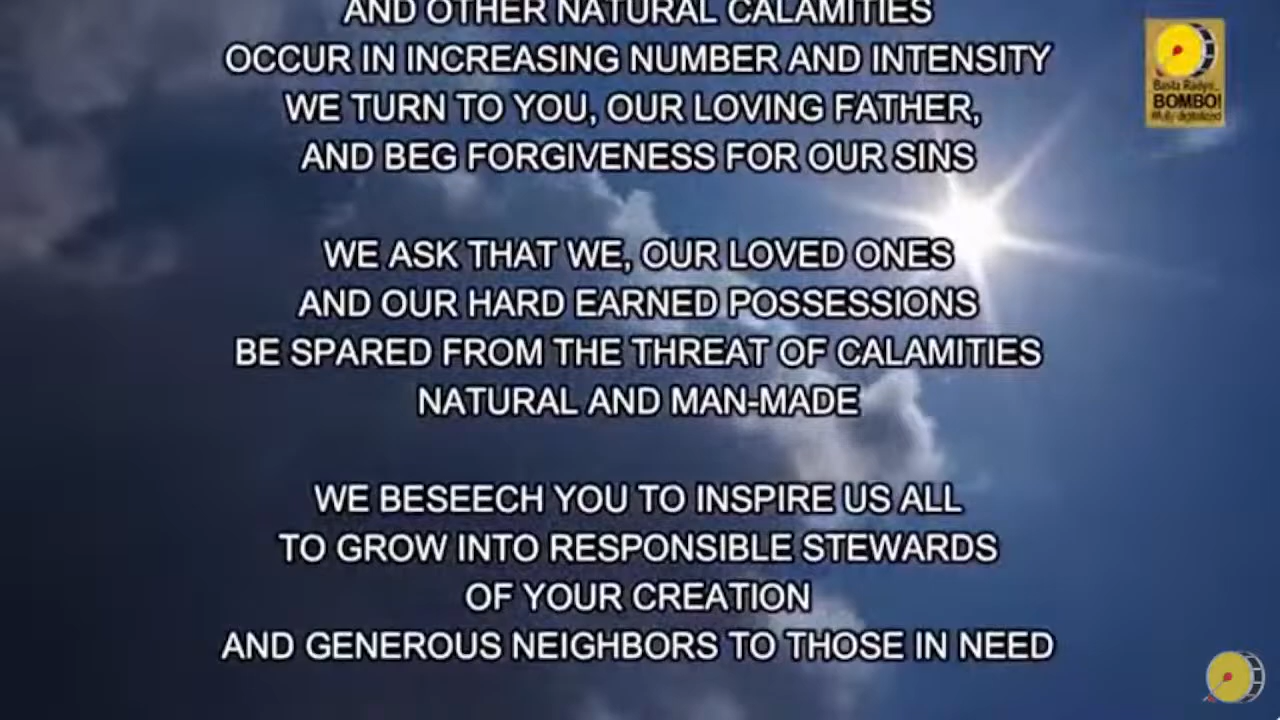 AND OTHER NATURAL CALAMITIES
OCCUR IN INCREASING NUMBER AND INTENSITY
WE TURN TO YOU, OUR LOVING FATHER,
AND BEG FORGIVENESS FOR OUR SINS
WE ASK THAT WE, OUR LOVED ONES
AND OUR HARD EARNED POSSESSIONS
BE SPARED FROM THE THREAT OF CALAMITIES
NATURAL AND MAN-MADE
WE BESEECH YOU TO INSPIRE US ALL
TO GROW INTO RESPONSIBLE STEWARDS
OF YOUR CREATION
AND GENEROUS NEIGHBORS TO THOSE IN NEED
Basta Radyo..
BOMBO!
digitalized